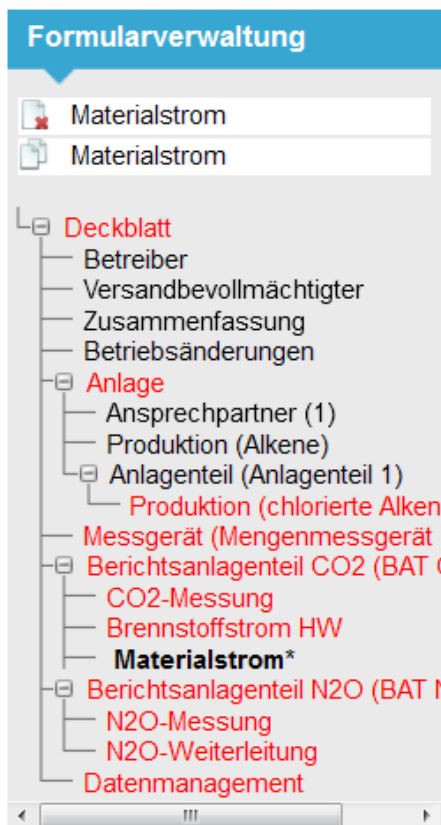 Formularverwaltung
Materialstrom
Materialstrom
Deckblatt
Betreiber
Versandbevollmächtigter
Zusammenfassung
Betriebsänderungen
Anlage
Ansprechpartner (1)
Produktion (Alkene)
Anlagenteil (Anlagenteil 1)
Produktion (chlorierte Alken
Messgerät (Mengenmessgerät
Berichtsanlagenteil CO2 (BAT
CO2-Messung
Brennstoffstrom HW
Materialstrom*
Berichtsanlagenteil N2O (BAT
N2O-Messung
N2O-Weiterleitung
Datenmanagement